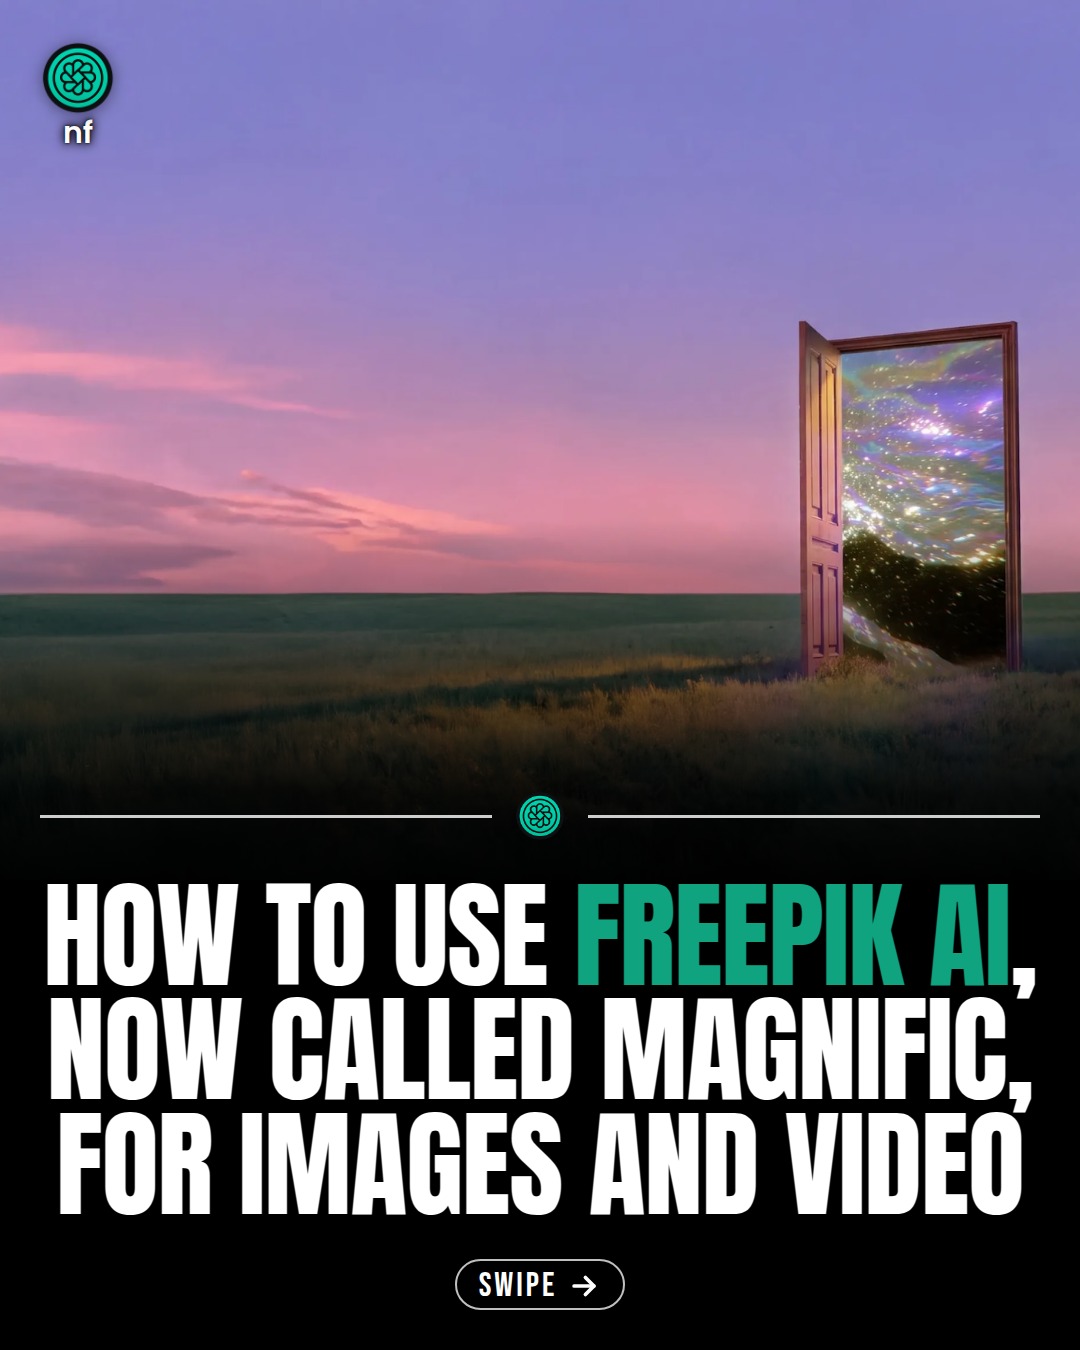 nf
HOW TO USE FREEPIK AI,
NOW CALLED MAGNIFIC,
FOR IMAGES AND VIDEO
SWIPE →